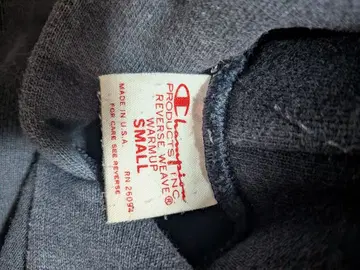 Champion
PRODUCTS INC
REVERSE WEAVE®
WARMUP
SMALL
MADE IN U.S.A. RN 26094
FOR CARE SEE REVERSE